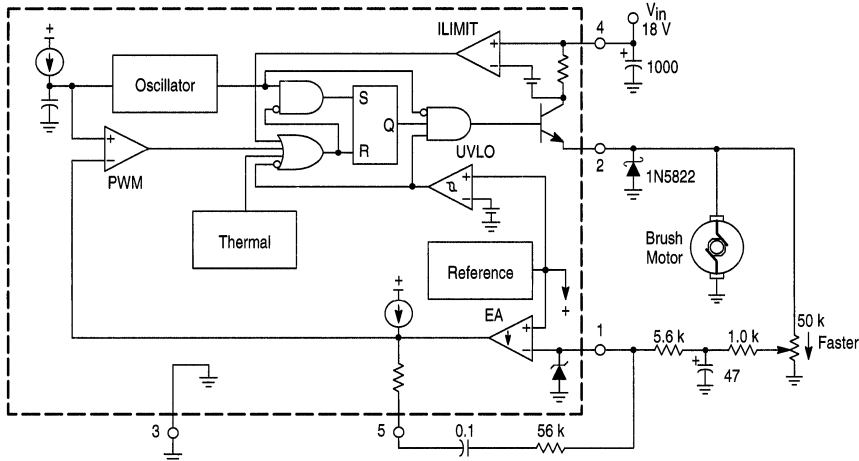 ILIMIT
4
Vin
18 V
+
Oscillator
+
−
+
1000
S
Q
R
+
−
PWM
UVLO
+
−
2
1N5822
Thermal
Brush
Motor
Reference
+
+
EA
+
−
1
5.6 k
1.0 k
50 k
Faster
+
47
3
5
0.1
56 k